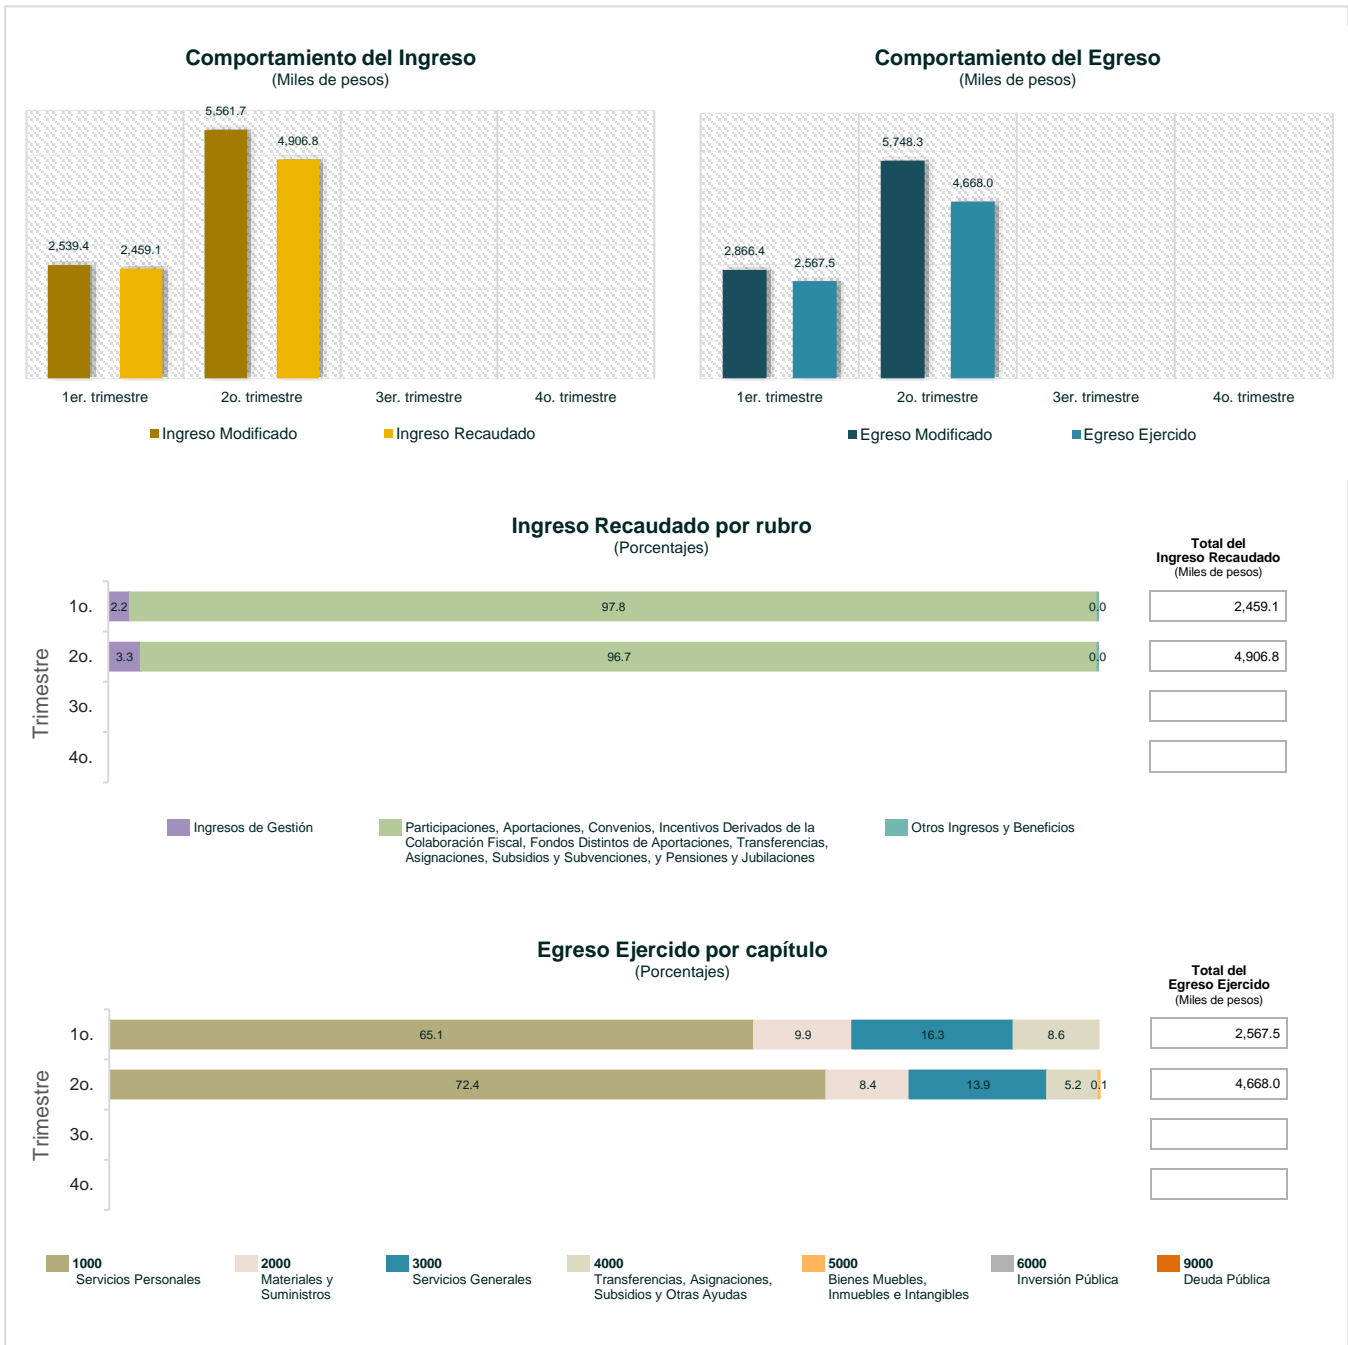 Comportamiento del Ingreso
(Miles de pesos)
5,561.7
4,906.8
2,539.4
2,459.1
1er. trimestre
2o. trimestre
3er. trimestre
4o. trimestre
Ingreso Modificado
Ingreso Recaudado
Comportamiento del Egreso
(Miles de pesos)
5,748.3
4,668.0
2,866.4
2,567.5
1er. trimestre
2o. trimestre
3er. trimestre
4o. trimestre
Egreso Modificado
Egreso Ejercido
Ingreso Recaudado por rubro
(Porcentajes)
Total del
Ingreso Recaudado
(Miles de pesos)
Trimestre
1o.
2.2
97.8
0.0
2,459.1
2o.
3.3
96.7
0.0
4,906.8
3o.
4o.
Ingresos de Gestión
Participaciones, Aportaciones, Convenios, Incentivos Derivados de la
Colaboración Fiscal, Fondos Distintos de Aportaciones, Transferencias,
Asignaciones, Subsidios y Subvenciones, y Pensiones y Jubilaciones
Otros Ingresos y Beneficios
Egreso Ejercido por capítulo
(Porcentajes)
Total del
Egreso Ejercido
(Miles de pesos)
Trimestre
1o.
65.1
9.9
16.3
8.6
2,567.5
2o.
72.4
8.4
13.9
5.2
0.1
4,668.0
3o.
4o.
1000
Servicios Personales
2000
Materiales y
Suministros
3000
Servicios Generales
4000
Transferencias, Asignaciones,
Subsidios y Otras Ayudas
5000
Bienes Muebles,
Inmuebles e Intangibles
6000
Inversión Pública
9000
Deuda Pública